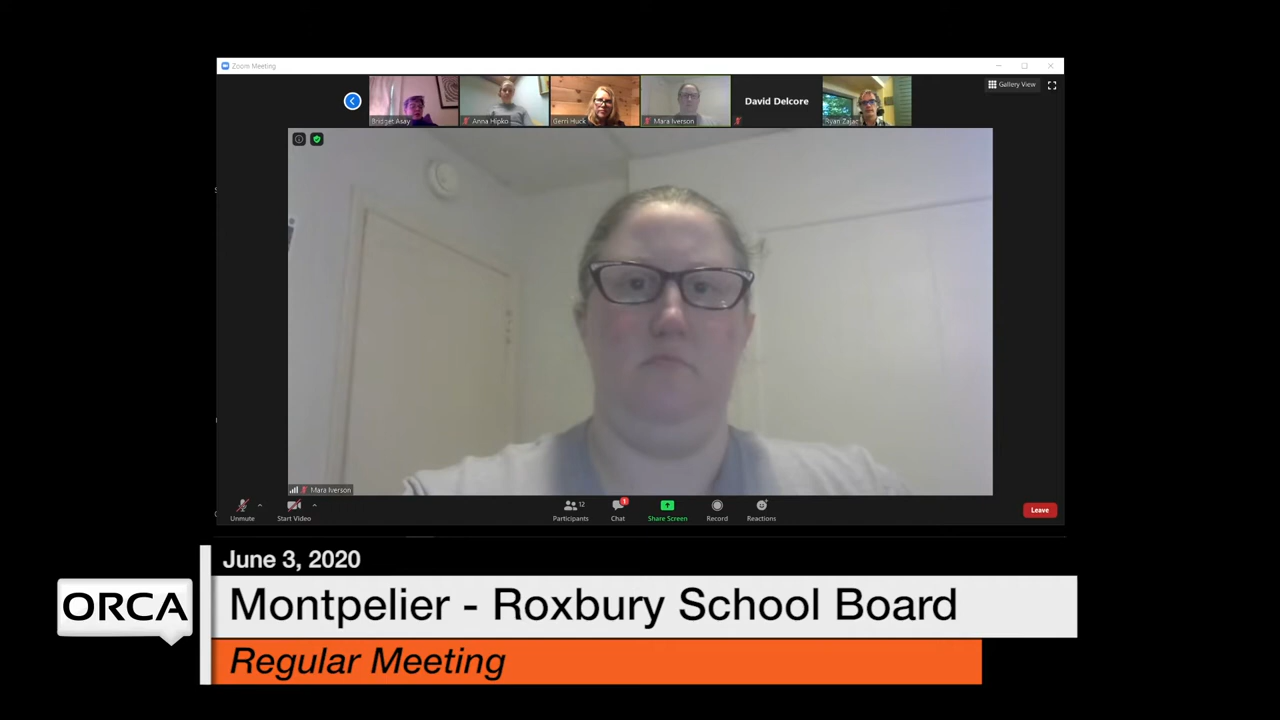 Zoom Meeting
Gallery View
Bridget Asay
Anna Hipko
Gerri Huck
Mara Iverson
David Delcore
Ryan Zajac
Mara Iverson
Unmute
Start Video
12
Participants
1
Chat
Share Screen
Record
Reactions
Leave
June 3, 2020
ORCA
Montpelier - Roxbury School Board
Regular Meeting